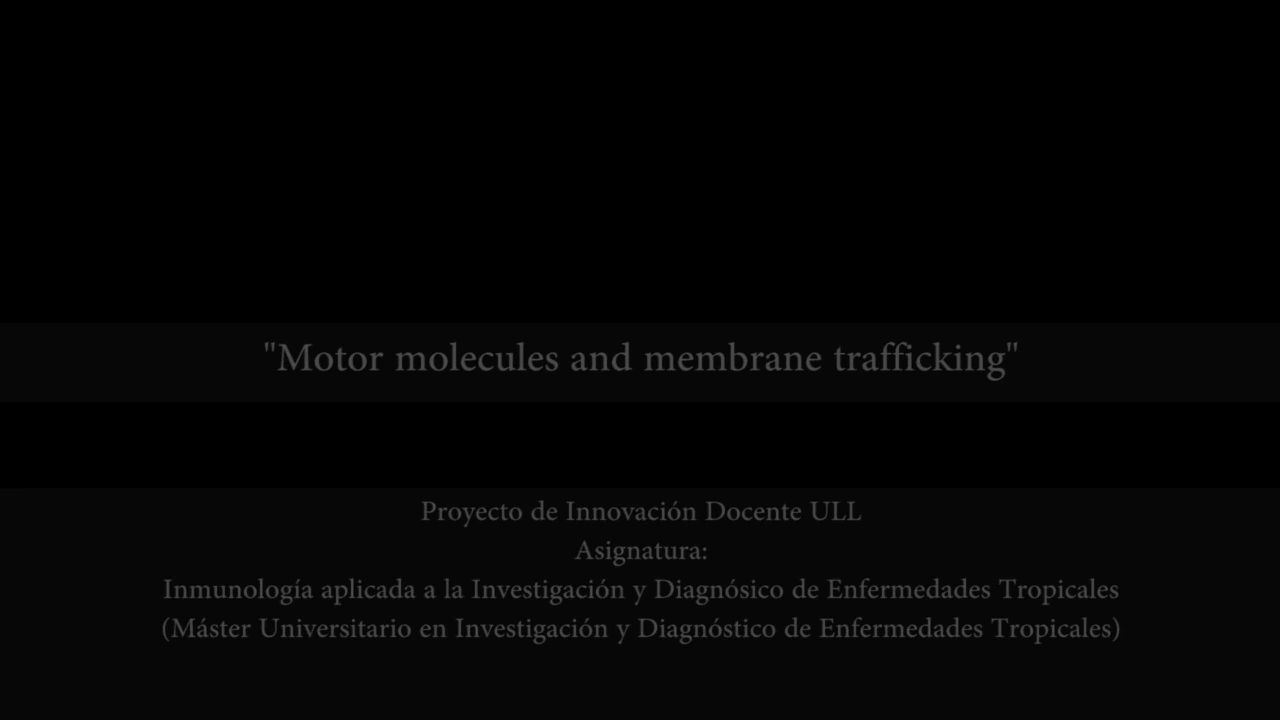 "Motor molecules and membrane trafficking"
Proyecto de Innovación Docente ULL
Asignatura:
Inmunología aplicada a la Investigación y Diagnósico de Enfermedades Tropicales
(Máster Universitario en Investigación y Diagnóstico de Enfermedades Tropicales)